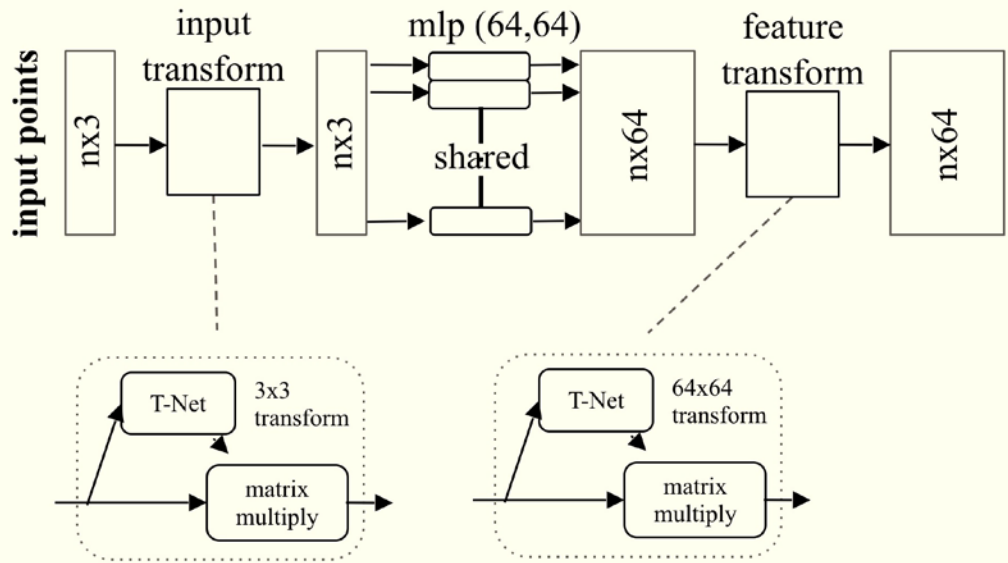 input points
nx3
input
transform
nx3
mlp (64,64)
shared
nx64
feature
transform
nx64
T-Net
3x3
transform
matrix
multiply
T-Net
64x64
transform
matrix
multiply